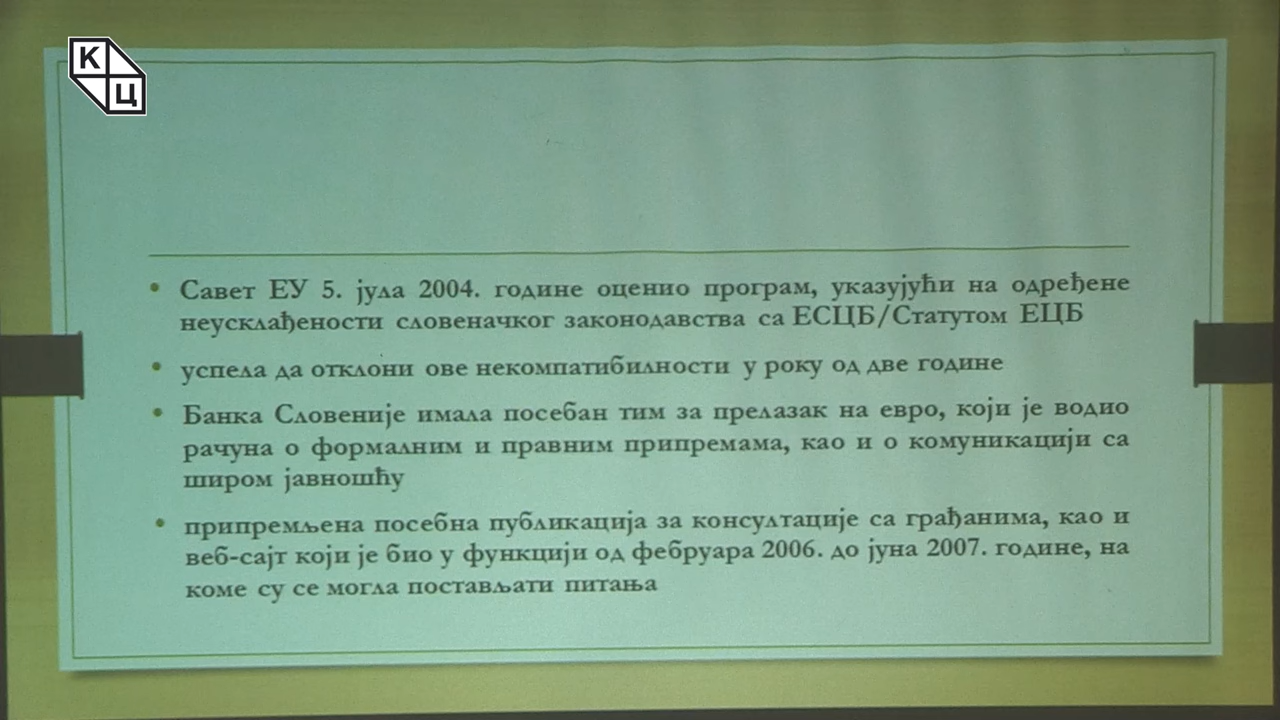 К
Ц
• Савет ЕУ 5. јула 2004. године оценио програм, указујући на одређене
неусклађености словеначког законодавства са ЕСЦБ/Статутом ЕЦБ
• успела да отклони ове некомпатибилности у року од две године
• Банка Словеније имала посебан тим за прелазак на евро, који је водио
рачуна о формалним и правним припремама, као и о комуникацији са
широм јавношћу
• припремљена посебна публикација за консултације са грађанима, као и
веб-сајт који је био у функцији од фебруара 2006. до јуна 2007. године, на
коме су се могла постављати питања